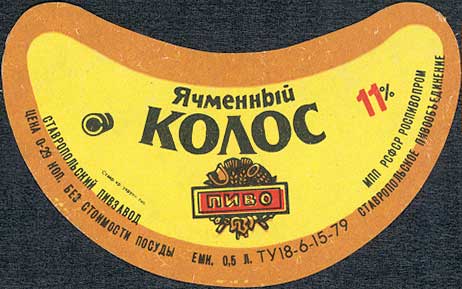 Ячменный
КОЛОС
11%
ПИВО
СТАВРОПОЛЬСКИЙ ПИВЗАВОД
ЦЕНА 0-29 КОП. БЕЗ СТОИМОСТИ ПОСУДЫ
ЕМК. 0,5 Л. ТУ18-6-15-79
МПП РСФСР РОСПИВОПРОМ
СТАВРОПОЛЬСКОЕ ПИВООБЪЕДИНЕНИЕ